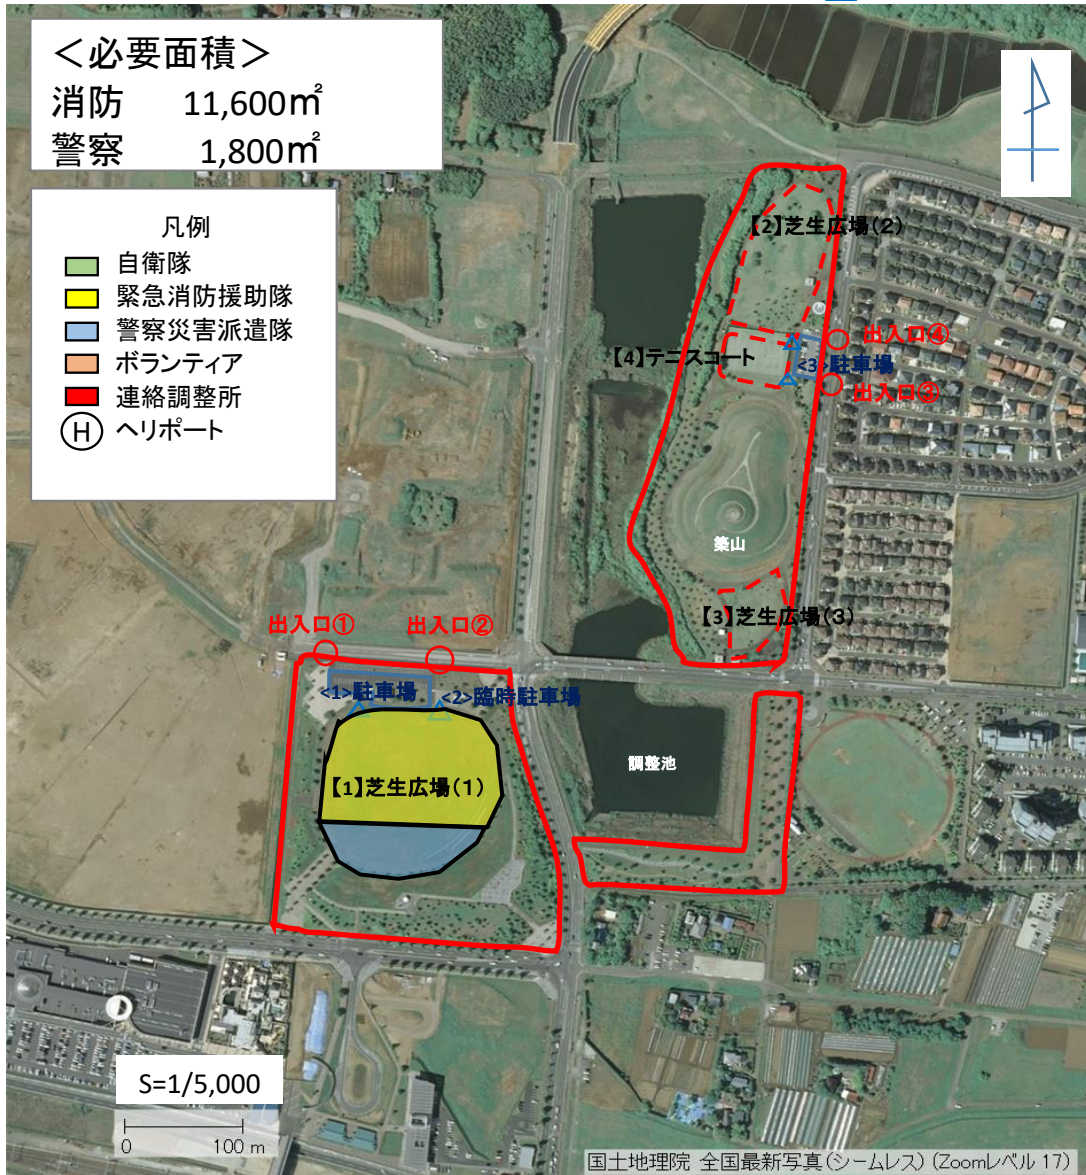 ＜必要面積＞
消防 11,600㎡
警察 1,800㎡
凡例
自衛隊
緊急消防援助隊
警察災害派遣隊
ボランティア
連絡調整所
Ⓗ ヘリポート
【2】芝生広場（2）
出入口④
【4】テニスコート
<3>駐車場
出入口③
築山
【3】芝生広場（3）
出入口①
出入口②
<1>駐車場
<2>臨時駐車場
調整池
【1】芝生広場（1）
S=1/5,000
0 100 m
国土地理院 全国最新写真（シームレス）（Zoomレベル 17）